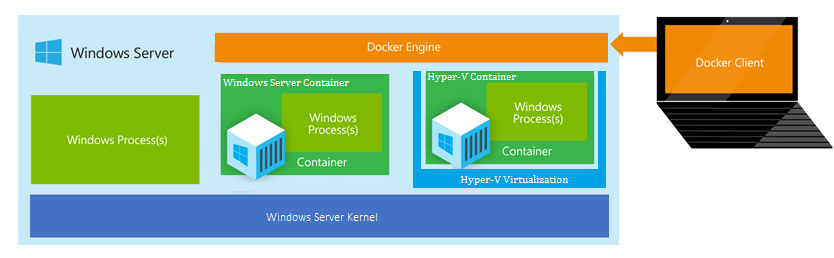 Windows Server
Docker Engine
Docker Client
Windows Server Container
Hyper-V Container
Windows Process(s)
Windows
Process(s)
Container
Windows
Process(s)
Container
Hyper-V Virtualization
Windows Server Kernel